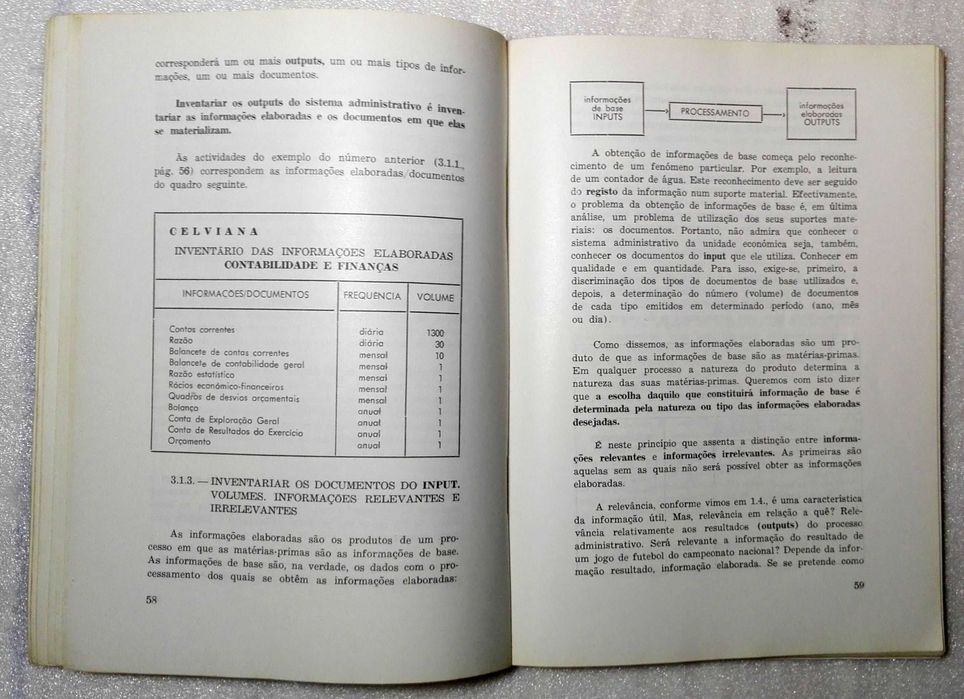 corresponderá um ou mais outputs, um ou mais tipos de infor-
mações, um ou mais documentos.
Inventariar os outputs do sistema administrativo é inven-
tariar as informações elaboradas e os documentos em que elas
se materializam.
Às actividades do exemplo do número anterior (3.1.1.,
pág. 56) correspondem as informações elaboradas/documentos
do quadro seguinte.
CELVIANA
INVENTÁRIO DAS INFORMAÇÕES ELABORADAS
CONTABILIDADE E FINANÇAS
INFORMAÇÕES/DOCUMENTOS FREQUÊNCIA VOLUME
Contas correntes diária 1300
Razão diária 30
Balancete de contas correntes mensal 10
Balancete de contabilidade geral mensal 1
Razão estatístico mensal 1
Rácios económico-financeiros mensal 1
Quadros de desvios orçamentais mensal 1
Balanço anual 1
Conta de Exploração Geral anual 1
Conta de Resultados do Exercício anual 1
Orçamento anual 1
3.1.3. — INVENTARIAR OS DOCUMENTOS DO INPUT.
VOLUMES. INFORMAÇÕES RELEVANTES E
IRRELEVANTES
As informações elaboradas são os produtos de um pro-
cesso em que as matérias-primas são as informações de base.
As informações de base são, na verdade, os dados com o pro-
cessamento dos quais se obtêm as informações elaboradas:
58
informações
de base
INPUTS
PROCESSAMENTO
informações
elaboradas
OUTPUTS
A obtenção de informações de base começa pelo reconhe-
cimento de um fenómeno particular. Por exemplo, a leitura
de um contador de água. Este reconhecimento deve ser seguido
do registo da informação num suporte material. Efectivamente,
o problema da obtenção de informações de base é, em última
análise, um problema de utilização dos seus suportes mate-
riais: os documentos. Portanto, não admira que conhecer o
sistema administrativo da unidade económica seja, também,
conhecer os documentos do input que ele utiliza. Conhecer em
qualidade e em quantidade. Para isso, exige-se, primeiro, a
discriminação dos tipos de documentos de base utilizados e,
depois, a determinação do número (volume) de documentos
de cada tipo emitidos em determinado período (ano, mês
ou dia).
Como dissemos, as informações elaboradas são um pro-
duto de que as informações de base são as matérias-primas.
Em qualquer processo a natureza do produto determina a
natureza das suas matérias-primas. Queremos com isto dizer
que a escolha daquilo que constituirá informação de base é
determinada pela natureza ou tipo das informações elaboradas
desejadas.
É neste princípio que assenta a distinção entre informa-
ções relevantes e informações irrelevantes. As primeiras são
aquelas sem as quais não será possível obter as informações
elaboradas.
A relevância, conforme vimos em 1.4., é uma característica
da informação útil. Mas, relevância em relação a quê? Rele-
vância relativamente aos resultados (outputs) do processo
administrativo. Será relevante a informação do resultado de
um jogo de futebol do campeonato nacional? Depende da infor-
mação resultado, informação elaborada. Se se pretende como
59